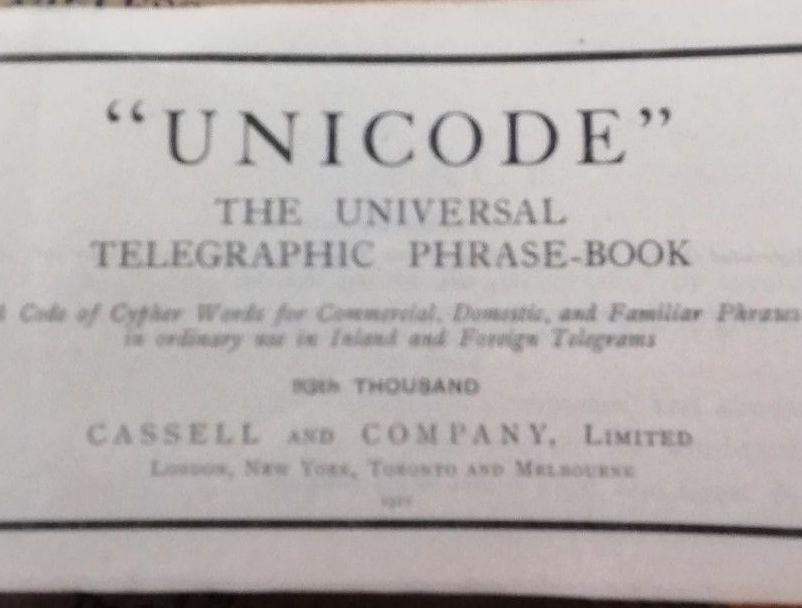 “UNICODE”
THE UNIVERSAL
TELEGRAPHIC PHRASE-BOOK
Code of Cypher Words for Commercial, Domestic, and Familiar Phrases
in ordinary use in Inland and Foreign Telegrams
THOUSAND
CASSELL AND COMPANY, LIMITED
LONDON, NEW YORK, TORONTO AND MELBOURNE